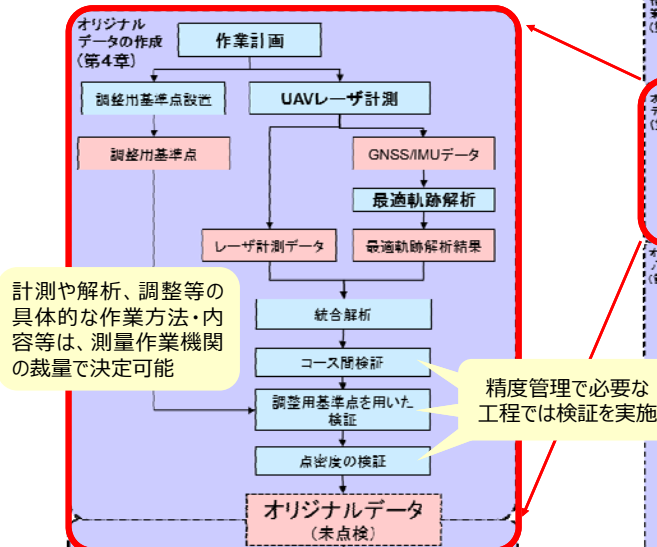 オリジナル
データの作成
（第4章）
作業計画
調整用基準点設置
UAVレーザ計測
調整用基準点
GNSS/IMUデータ
最適軌跡解析
レーザ計測データ
最適軌跡解析結果
計測や解析、調整等の
具体的な作業方法・内
容等は、測量作業機関
の裁量で決定可能
統合解析
コース間検証
調整用基準点を用いた
検証
精度管理で必要な
工程では検証を実施
点密度の検証
オリジナルデータ
（未点検）